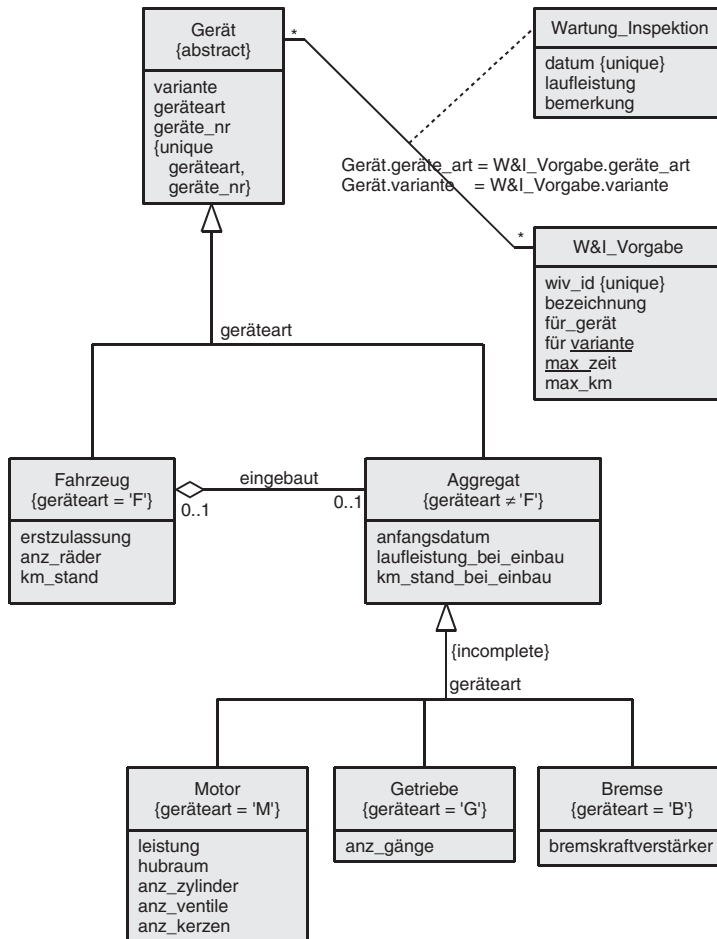 Gerät
{abstract}
variante
geräteart
geräte_nr
{unique
geräteart,
geräte_nr}
*
Wartung_Inspektion
datum {unique}
laufleistung
bemerkung
Gerät.geräte_art = W&I_Vorgabe.geräte_art
Gerät.variante = W&I_Vorgabe.variante
*
W&I_Vorgabe
wiv_id {unique}
bezeichnung
für_gerät
für variante
max_zeit
max_km
geräteart
Fahrzeug
{geräteart = 'F'}
erstzulassung
anz_räder
km_stand
eingebaut
0..1
0..1
Aggregat
{geräteart ≠ 'F'}
anfangsdatum
laufleistung_bei_einbau
km_stand_bei_einbau
{incomplete}
geräteart
Motor
{geräteart = 'M'}
leistung
hubraum
anz_zylinder
anz_ventile
anz_kerzen
Getriebe
{geräteart = 'G'}
anz_gänge
Bremse
{geräteart = 'B'}
bremskraftverstärker